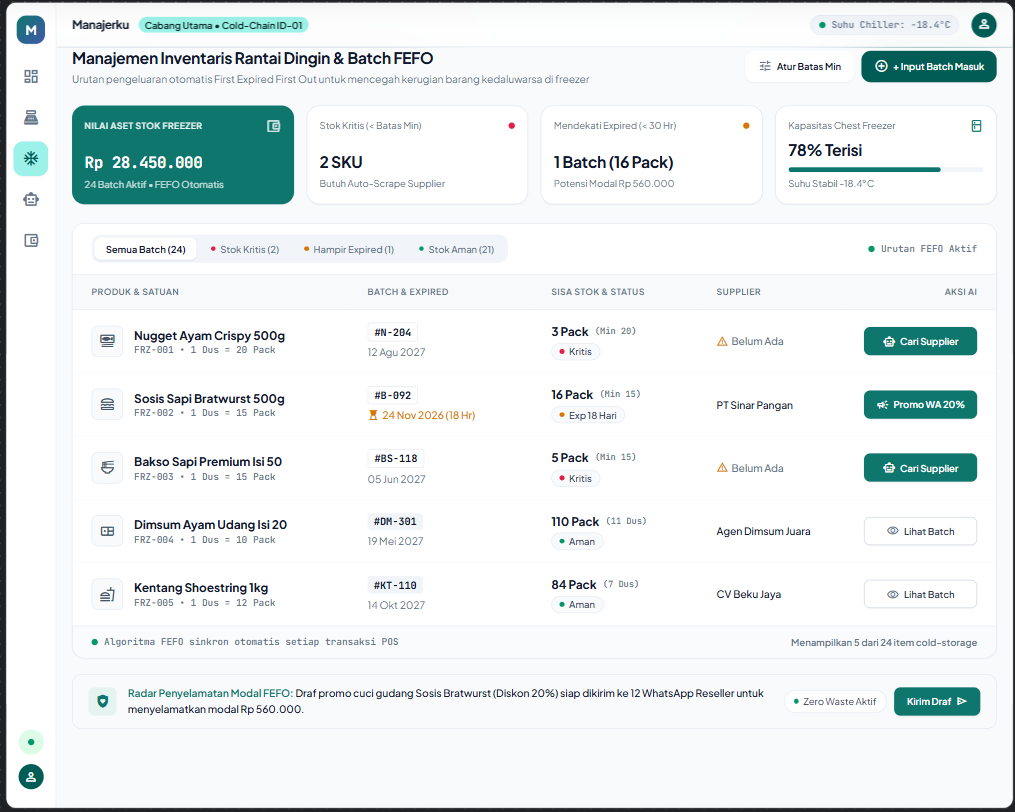 M
Manajerku
Cabang Utama • Cold-Chain ID-01
Suhu Chiller: -18.4°C
Manajemen Inventaris Rantai Dingin & Batch FEFO
Urutan pengeluaran otomatis First Expired First Out untuk mencegah kerugian barang kedaluwarsa di freezer
Atur Batas Min
+ Input Batch Masuk
NILAI ASET STOK FREEZER
Rp 28.450.000
24 Batch Aktif • FEFO Otomatis
Stok Kritis (< Batas Min)
2 SKU
Butuh Auto-Scrape Supplier
Mendekati Expired (< 30 Hr)
1 Batch (16 Pack)
Potensi Modal Rp 560.000
Kapasitas Chest Freezer
78% Terisi
Suhu Stabil -18.4°C
Semua Batch (24)
Stok Kritis (2)
Hampir Expired (1)
Stok Aman (21)
Urutan FEFO Aktif
PRODUK & SATUAN
BATCH & EXPIRED
SISA STOK & STATUS
SUPPLIER
AKSI AI
Nugget Ayam Crispy 500g
FRZ-001 • 1 Dus = 20 Pack
#N-204
12 Agu 2027
3 Pack (Min 20)
Kritis
Belum Ada
Cari Supplier
Sosis Sapi Bratwurst 500g
FRZ-002 • 1 Dus = 15 Pack
#B-092
24 Nov 2026 (18 Hr)
16 Pack (Min 15)
Exp 18 Hari
PT Sinar Pangan
Promo WA 20%
Bakso Sapi Premium Isi 50
FRZ-003 • 1 Dus = 15 Pack
#BS-118
05 Jun 2027
5 Pack (Min 15)
Kritis
Belum Ada
Cari Supplier
Dimsum Ayam Udang Isi 20
FRZ-004 • 1 Dus = 10 Pack
#DM-301
19 Mei 2027
110 Pack (11 Dus)
Aman
Agen Dimsum Juara
Lihat Batch
Kentang Shoestring 1kg
FRZ-005 • 1 Dus = 12 Pack
#KT-110
14 Okt 2027
84 Pack (7 Dus)
Aman
CV Beku Jaya
Lihat Batch
Algoritma FEFO sinkron otomatis setiap transaksi POS
Menampilkan 5 dari 24 item cold-storage
Radar Penyelamatan Modal FEFO: Draf promo cuci gudang Sosis Bratwurst (Diskon 20%) siap dikirim ke 12 WhatsApp Reseller untuk
menyelamatkan modal Rp 560.000.
Zero Waste Aktif
Kirim Draf